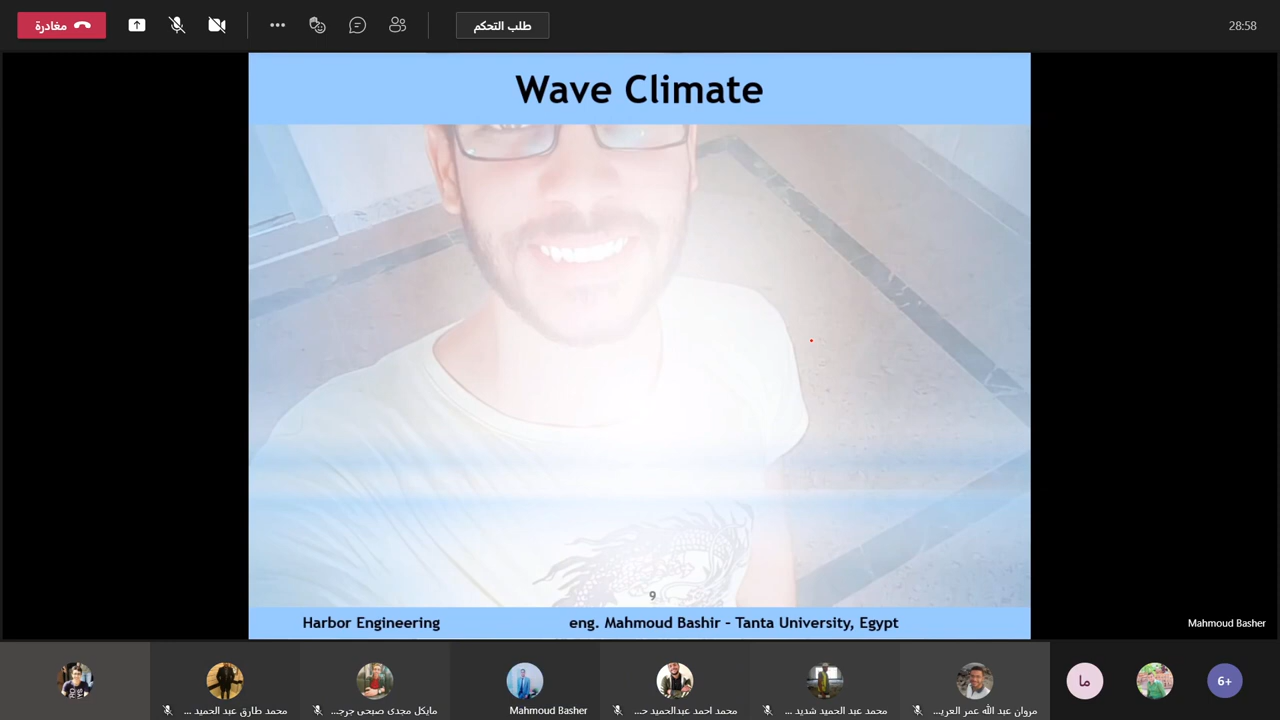 مغادرة
طلب التحكم
28:58
Wave Climate
9
Harbor Engineering
eng. Mahmoud Bashir – Tanta University, Egypt
Mahmoud Basher
محمد طارق عبد الحميد ...
مايكل مجدى صبحى جرج...
Mahmoud Basher
محمد احمد عبدالحميد حـ...
محمد عبد الحميد شديد ...
مروان عبد الله عمر العريـ...
ما
+6